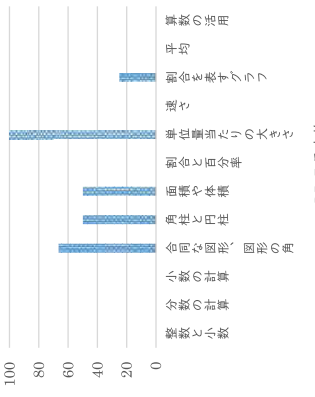 算数の活用
平均
割合を表すグラフ
速さ
単位量当たりの大きさ
割合と百分率
面積や体積
角柱と円柱
合同な図形、図形の角
小数の計算
分数の計算
整数と小数
100
80
60
40
20
0